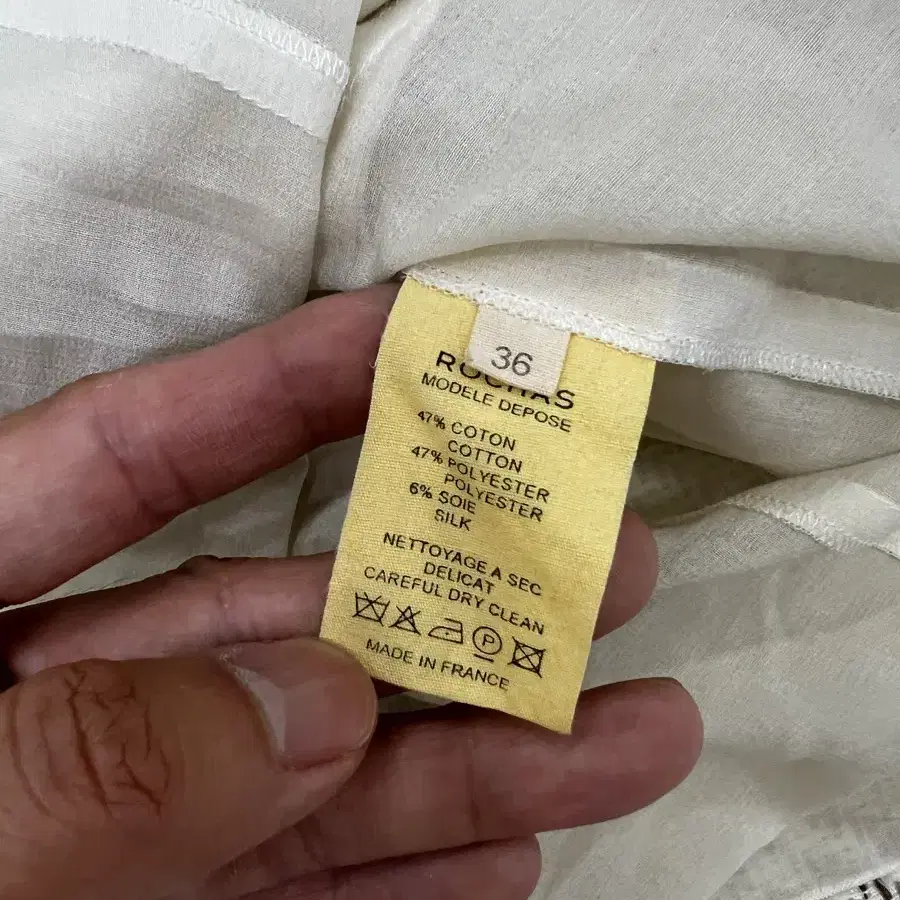 36
ROCHAS
MODELE DEPOSE
47% COTON
COTTON
47% POLYESTER
POLYESTER
6% SOIE
SILK
NETTOYAGE A SEC
DELICAT
CAREFUL DRY CLEAN
P
MADE IN FRANCE